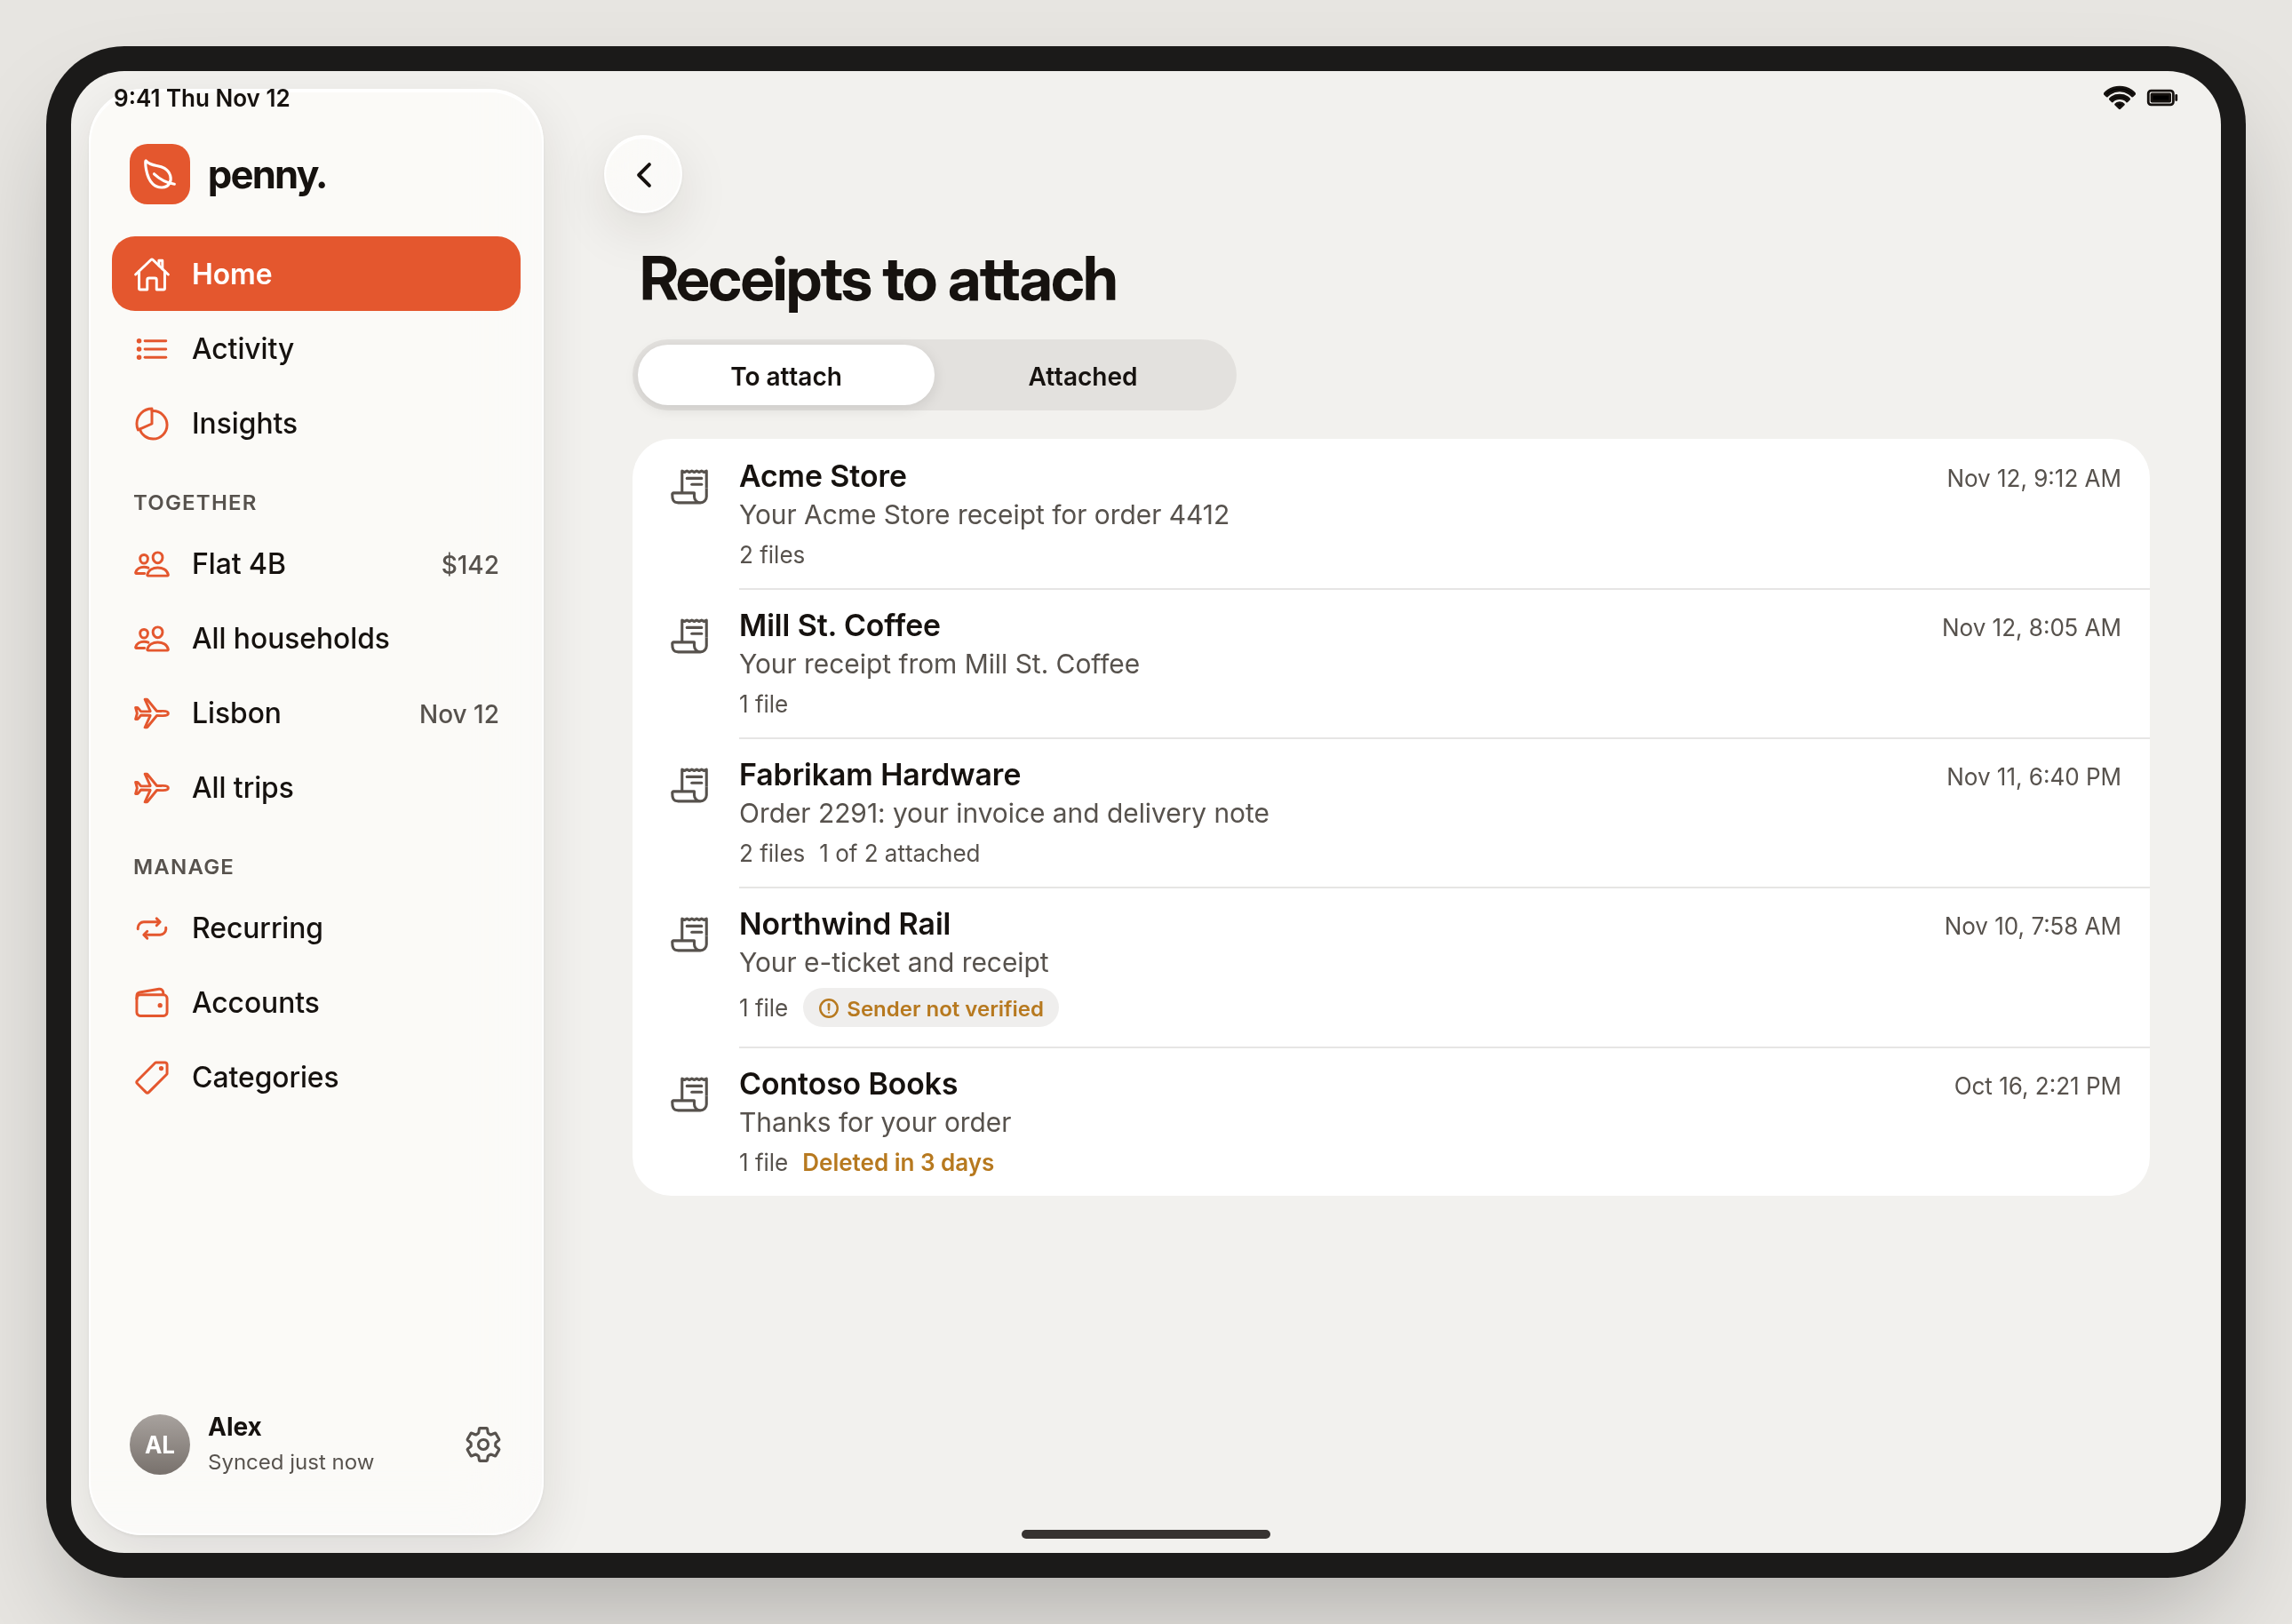 9:41 Thu Nov 12
penny.
Home
Activity
Insights
TOGETHER
Flat 4B $142
All households
Lisbon Nov 12
All trips
MANAGE
Recurring
Accounts
Categories
AL
Alex
Synced just now
Receipts to attach
To attach Attached
Acme Store Nov 12, 9:12 AM
Your Acme Store receipt for order 4412
2 files
Mill St. Coffee Nov 12, 8:05 AM
Your receipt from Mill St. Coffee
1 file
Fabrikam Hardware Nov 11, 6:40 PM
Order 2291: your invoice and delivery note
2 files 1 of 2 attached
Northwind Rail Nov 10, 7:58 AM
Your e-ticket and receipt
1 file Sender not verified
Contoso Books Oct 16, 2:21 PM
Thanks for your order
1 file Deleted in 3 days